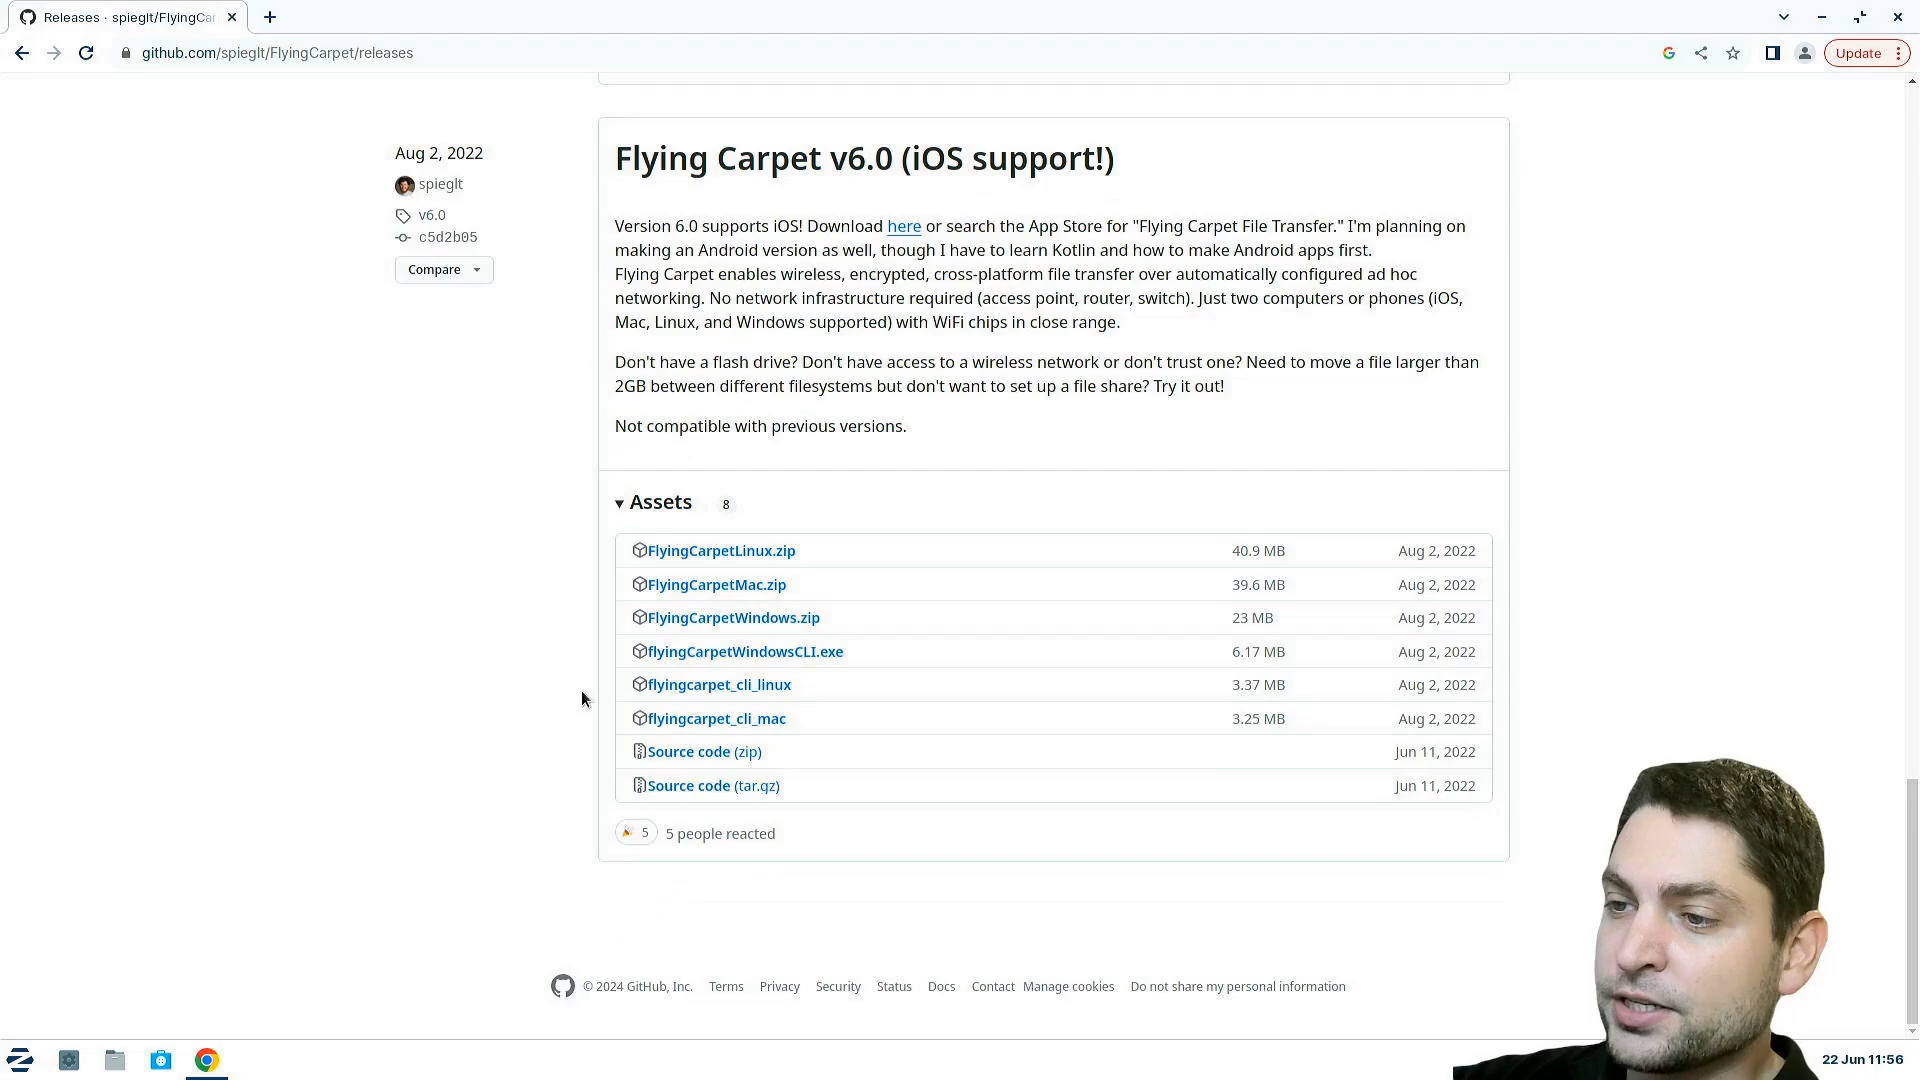 Releases · spieglt/FlyingCar
github.com/spieglt/FlyingCarpet/releases
Update
Aug 2, 2022
spieglt
v6.0
c5d2b05
Compare
Flying Carpet v6.0 (iOS support!)
Version 6.0 supports iOS! Download here or search the App Store for "Flying Carpet File Transfer." I'm planning on
making an Android version as well, though I have to learn Kotlin and how to make Android apps first.
Flying Carpet enables wireless, encrypted, cross-platform file transfer over automatically configured ad hoc
networking. No network infrastructure required (access point, router, switch). Just two computers or phones (iOS,
Mac, Linux, and Windows supported) with WiFi chips in close range.
Don't have a flash drive? Don't have access to a wireless network or don't trust one? Need to move a file larger than
2GB between different filesystems but don't want to set up a file share? Try it out!
Not compatible with previous versions.
Assets 8
FlyingCarpetLinux.zip 40.9 MB Aug 2, 2022
FlyingCarpetMac.zip 39.6 MB Aug 2, 2022
FlyingCarpetWindows.zip 23 MB Aug 2, 2022
flyingCarpetWindowsCLI.exe 6.17 MB Aug 2, 2022
flyingcarpet_cli_linux 3.37 MB Aug 2, 2022
flyingcarpet_cli_mac 3.25 MB Aug 2, 2022
Source code (zip) Jun 11, 2022
Source code (tar.gz) Jun 11, 2022
5 5 people reacted
© 2024 GitHub, Inc. Terms Privacy Security Status Docs Contact Manage cookies Do not share my personal information
22 Jun 11:56